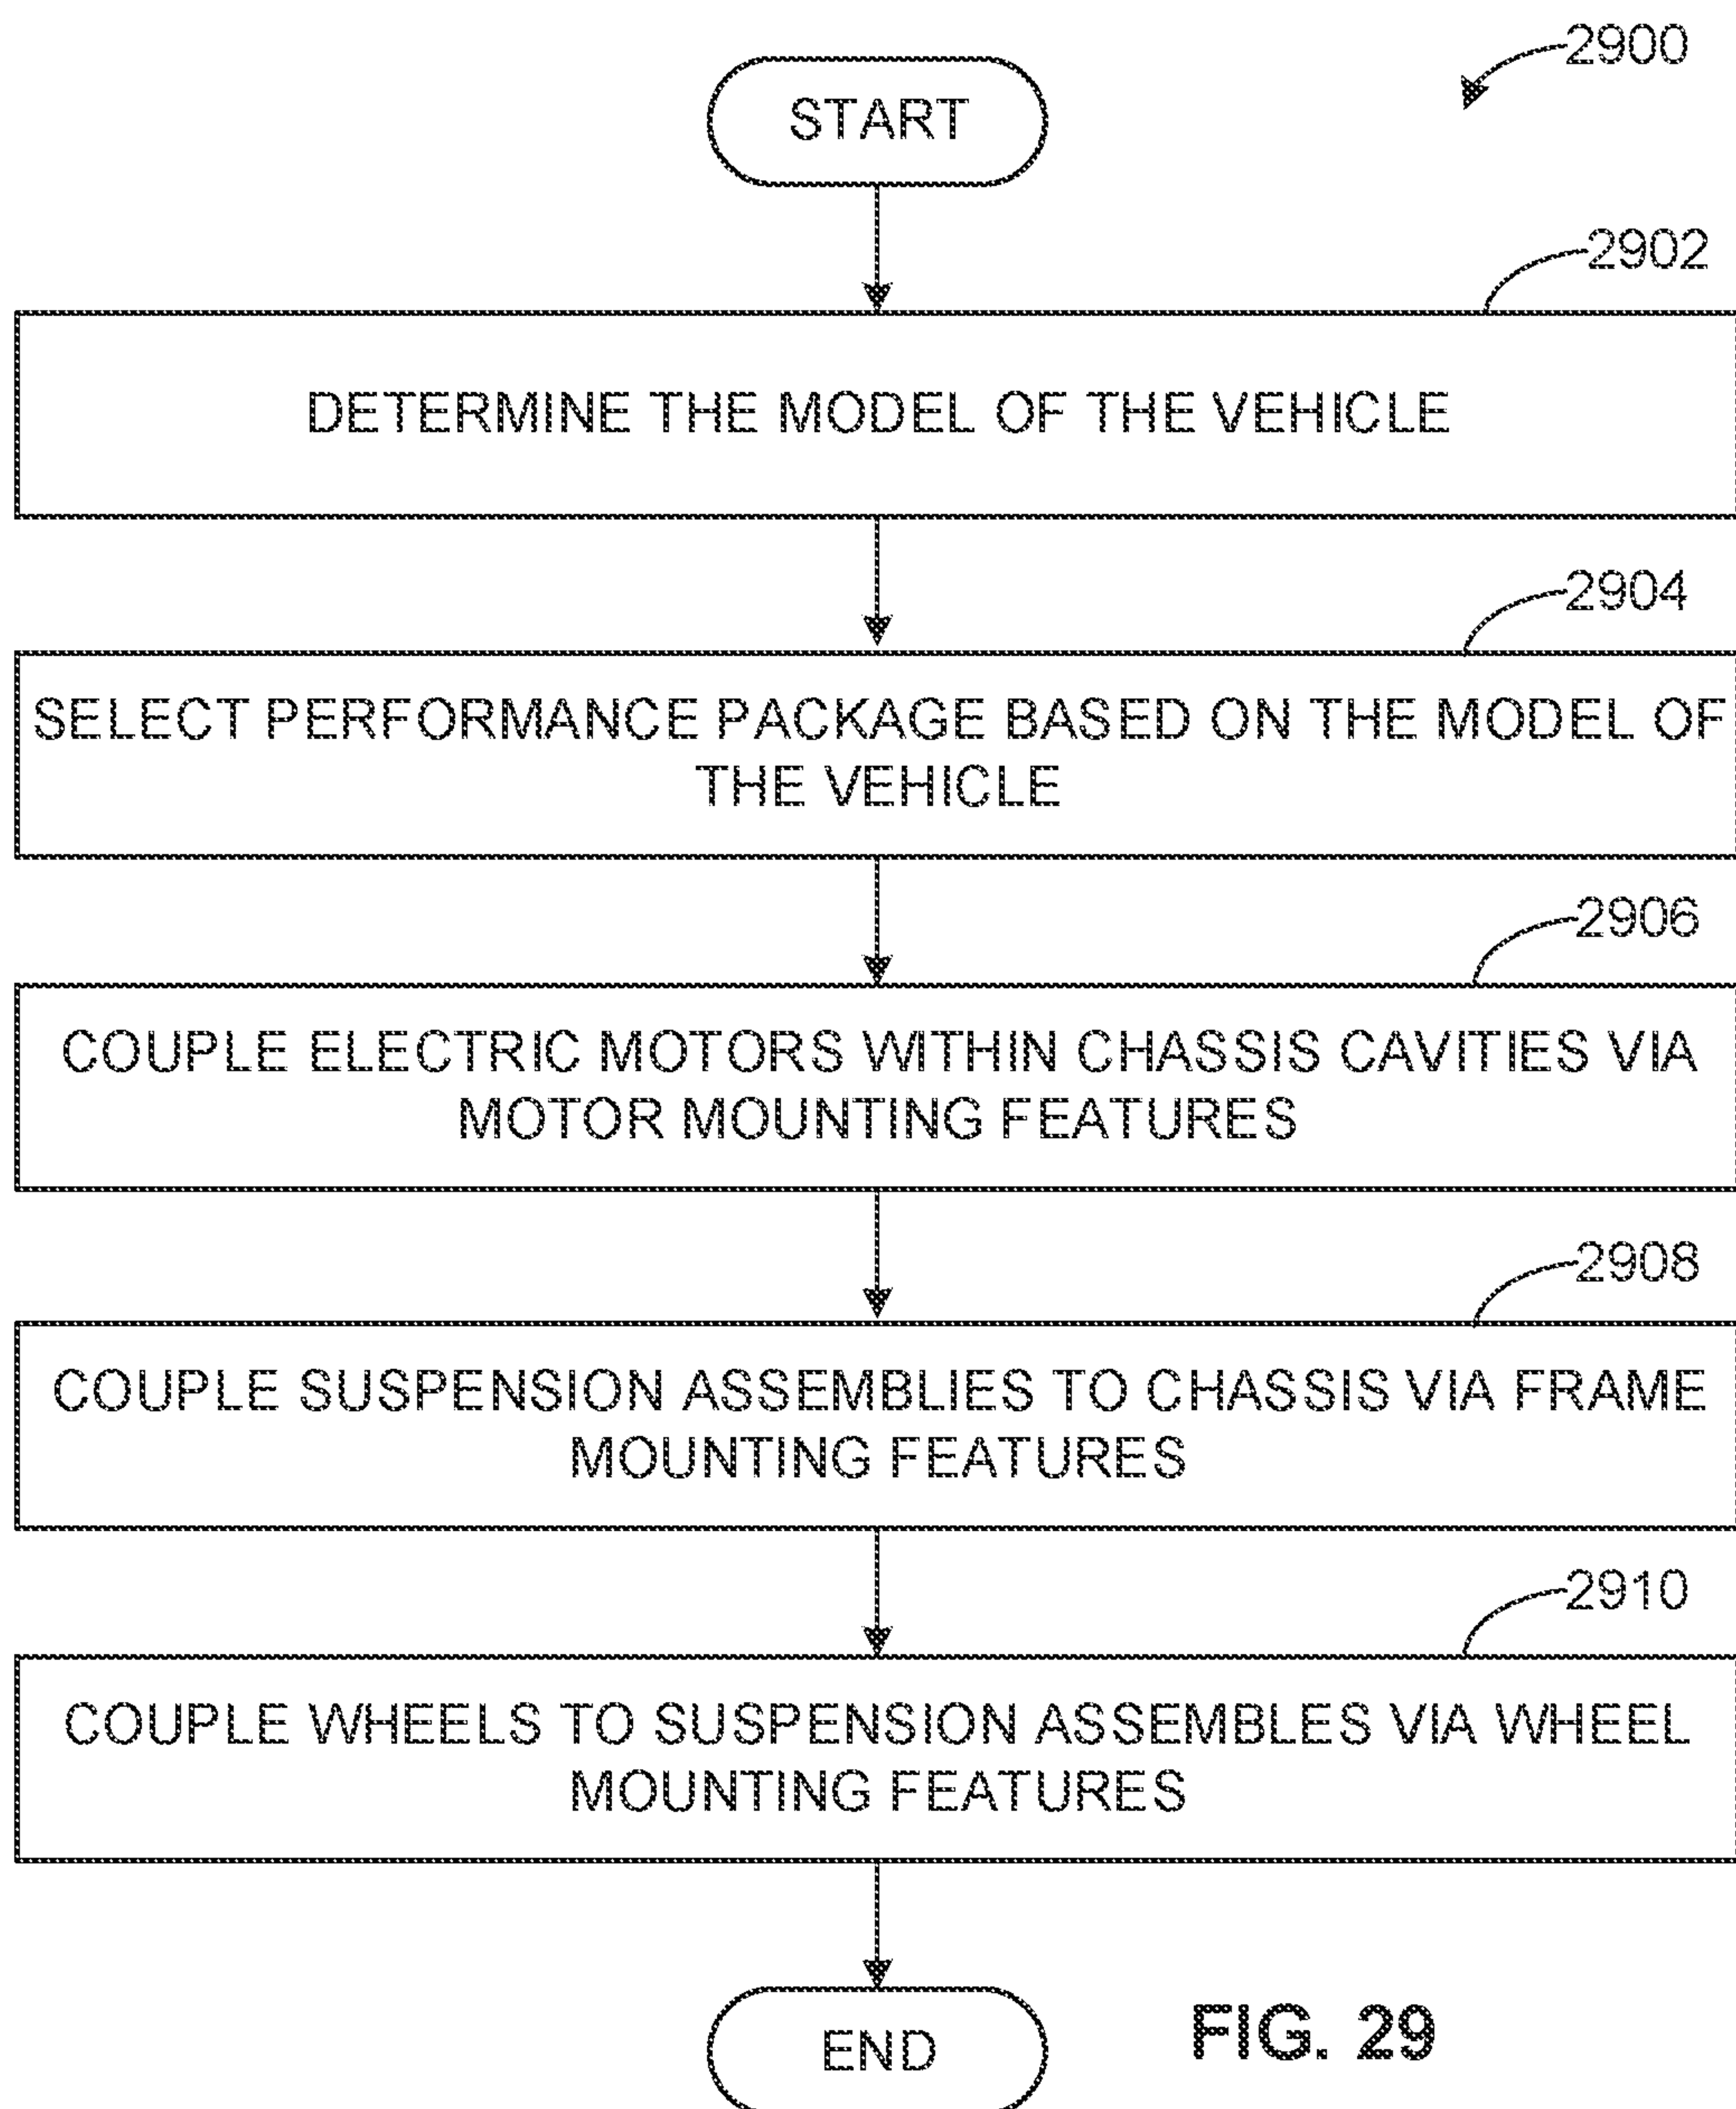 2900
START
2902
DETERMINE THE MODEL OF THE VEHICLE
2904
SELECT PERFORMANCE PACKAGE BASED ON THE MODEL OF
THE VEHICLE
2906
COUPLE ELECTRIC MOTORS WITHIN CHASSIS CAVITIES VIA
MOTOR MOUNTING FEATURES
2908
COUPLE SUSPENSION ASSEMBLIES TO CHASSIS VIA FRAME
MOUNTING FEATURES
2910
COUPLE WHEELS TO SUSPENSION ASSEMBLES VIA WHEEL
MOUNTING FEATURES
END
FIG. 29